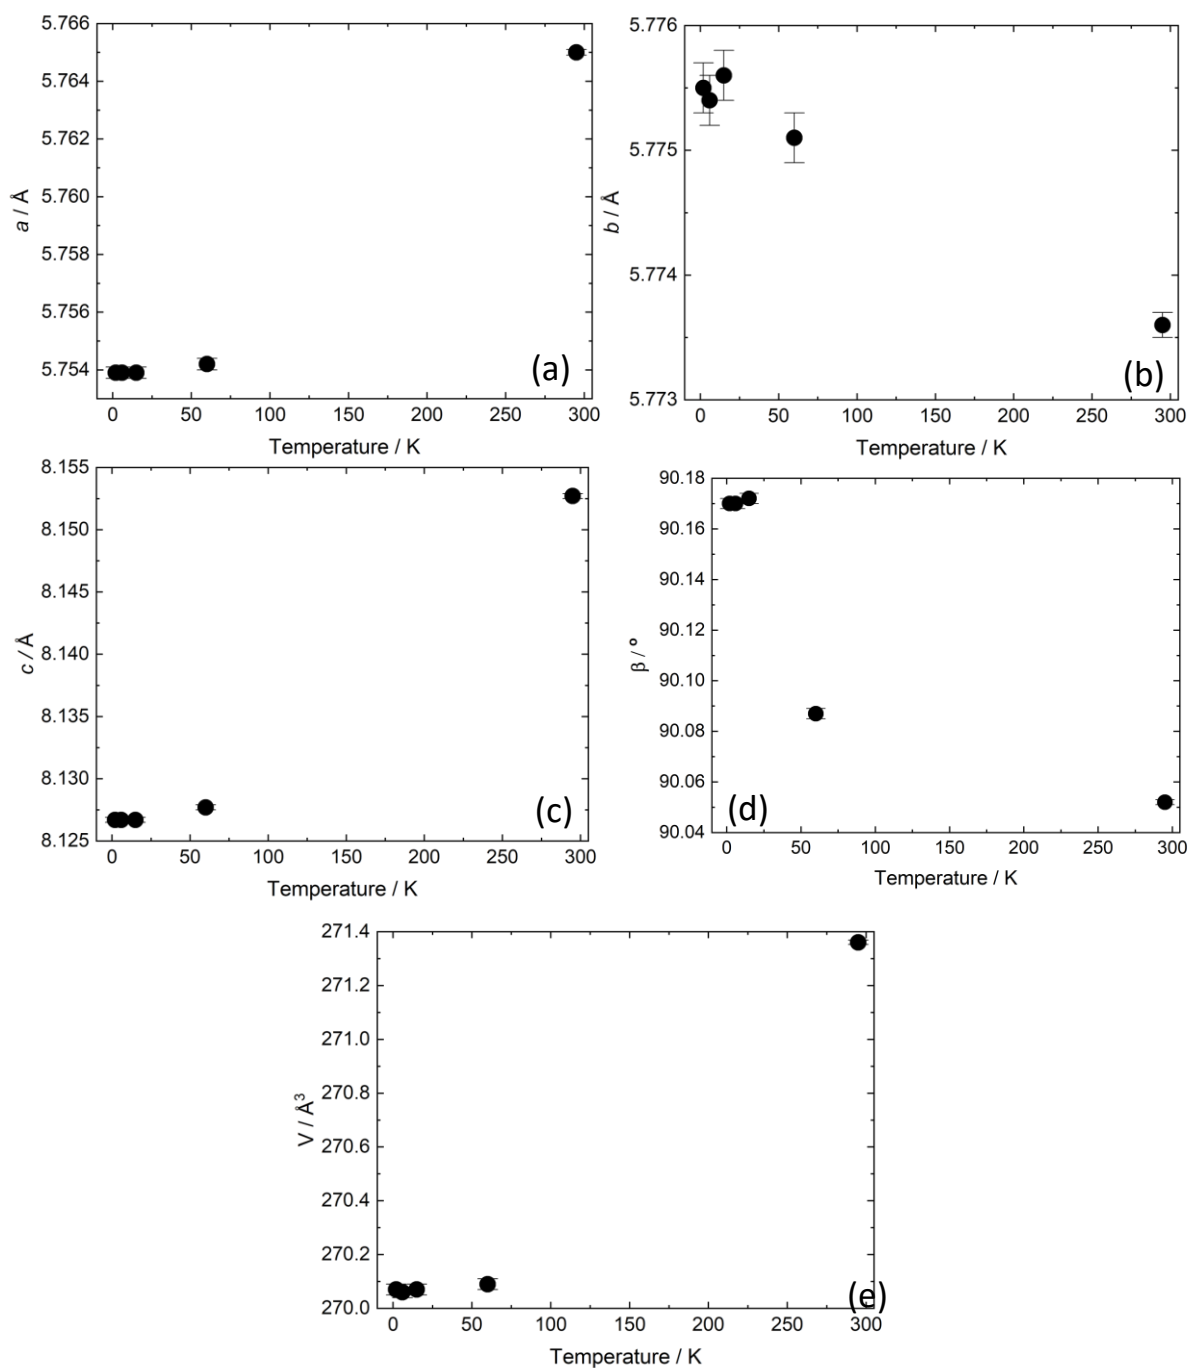 5.766
5.764
5.762
5.760
5.758
5.756
5.754
a / Å
0 50 100 150 200 250 300
Temperature / K
(a)
5.776
5.775
5.774
5.773
b / Å
0 50 100 150 200 250 300
Temperature / K
(b)
8.155
8.150
8.145
8.140
8.135
8.130
8.125
c / Å
0 50 100 150 200 250 300
Temperature / K
(c)
90.18
90.16
90.14
90.12
90.10
90.08
90.06
90.04
β / º
0 50 100 150 200 250 300
Temperature / K
(d)
271.4
271.2
271.0
270.8
270.6
270.4
270.2
270.0
V / Å³
0 50 100 150 200 250 300
Temperature / K
(e)